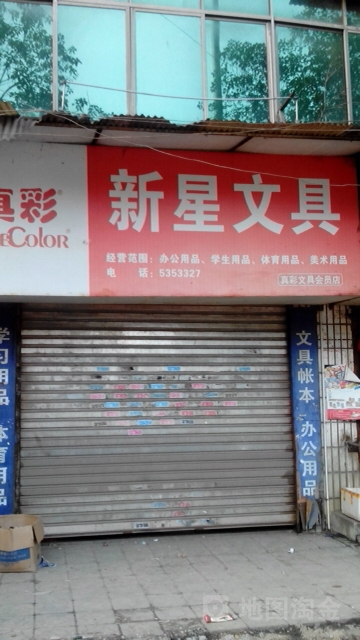 真彩
TrueColor
新星文具
经营范围：办公用品、学生用品、体育用品、美术用品
电 话：5353327
真彩文具会员店
学习用品 体育用品
文具帐本 办公用品
地图淘金